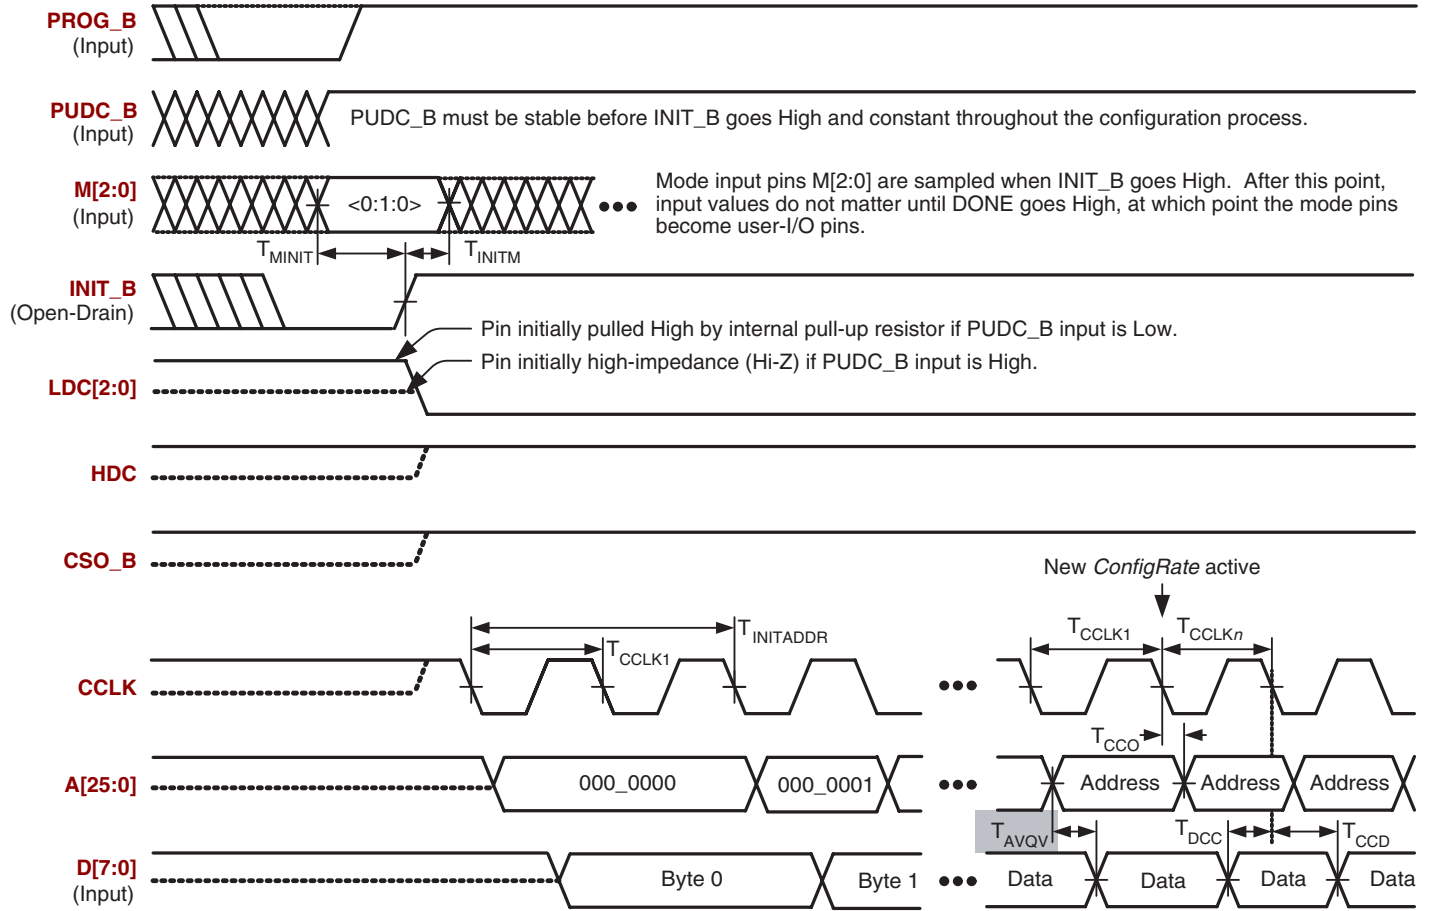 PROG_B
(Input)
PUDC_B
(Input)
PUDC_B must be stable before INIT_B goes High and constant throughout the configuration process.
M[2:0]
(Input)
<0:1:0>
Mode input pins M[2:0] are sampled when INIT_B goes High. After this point,
input values do not matter until DONE goes High, at which point the mode pins
become user-I/O pins.
TMINIT
TINITM
INIT_B
(Open-Drain)
Pin initially pulled High by internal pull-up resistor if PUDC_B input is Low.
Pin initially high-impedance (Hi-Z) if PUDC_B input is High.
LDC[2:0]
HDC
CSO_B
New ConfigRate active
TINITADDR
TCCLK1
TCCLK1
TCCLKn
CCLK
TCCO
A[25:0]
000_0000
000_0001
Address
Address
Address
TAVQV
TDCC
TCCD
D[7:0]
(Input)
Byte 0
Byte 1
Data
Data
Data
Data